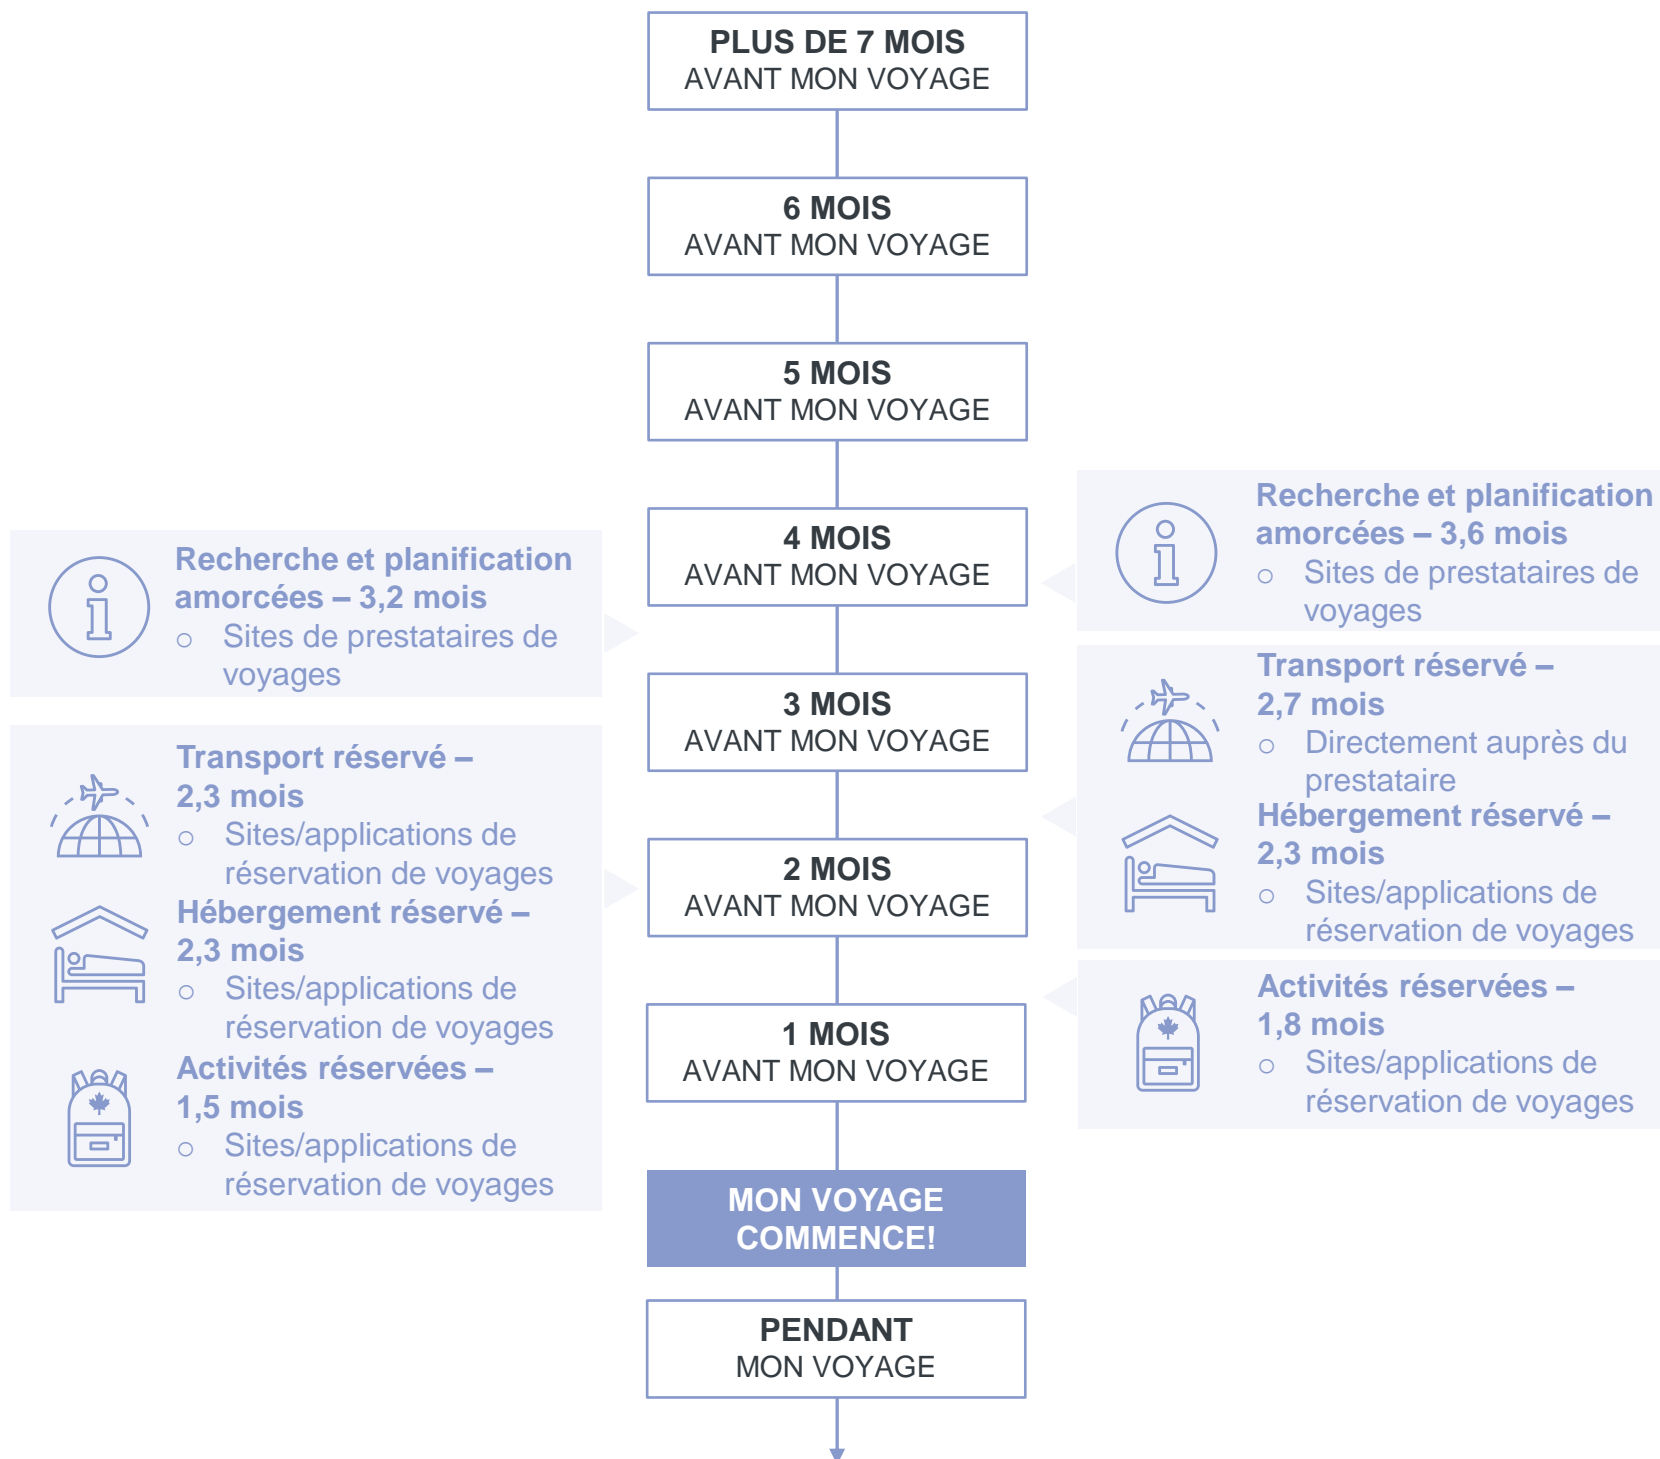 PLUS DE 7 MOIS
AVANT MON VOYAGE
6 MOIS
AVANT MON VOYAGE
5 MOIS
AVANT MON VOYAGE
4 MOIS
AVANT MON VOYAGE
3 MOIS
AVANT MON VOYAGE
2 MOIS
AVANT MON VOYAGE
1 MOIS
AVANT MON VOYAGE
MON VOYAGE
COMMENCE!
PENDANT
MON VOYAGE
Recherche et planification
amorcées – 3,2 mois
○ Sites de prestataires de
voyages
Transport réservé –
2,3 mois
○ Sites/applications de
réservation de voyages
Hébergement réservé –
2,3 mois
○ Sites/applications de
réservation de voyages
Activités réservées –
1,5 mois
○ Sites/applications de
réservation de voyages
Recherche et planification
amorcées – 3,6 mois
○ Sites de prestataires de
voyages
Transport réservé –
2,7 mois
○ Directement auprès du
prestataire
Hébergement réservé –
2,3 mois
○ Sites/applications de
réservation de voyages
Activités réservées –
1,8 mois
○ Sites/applications de
réservation de voyages